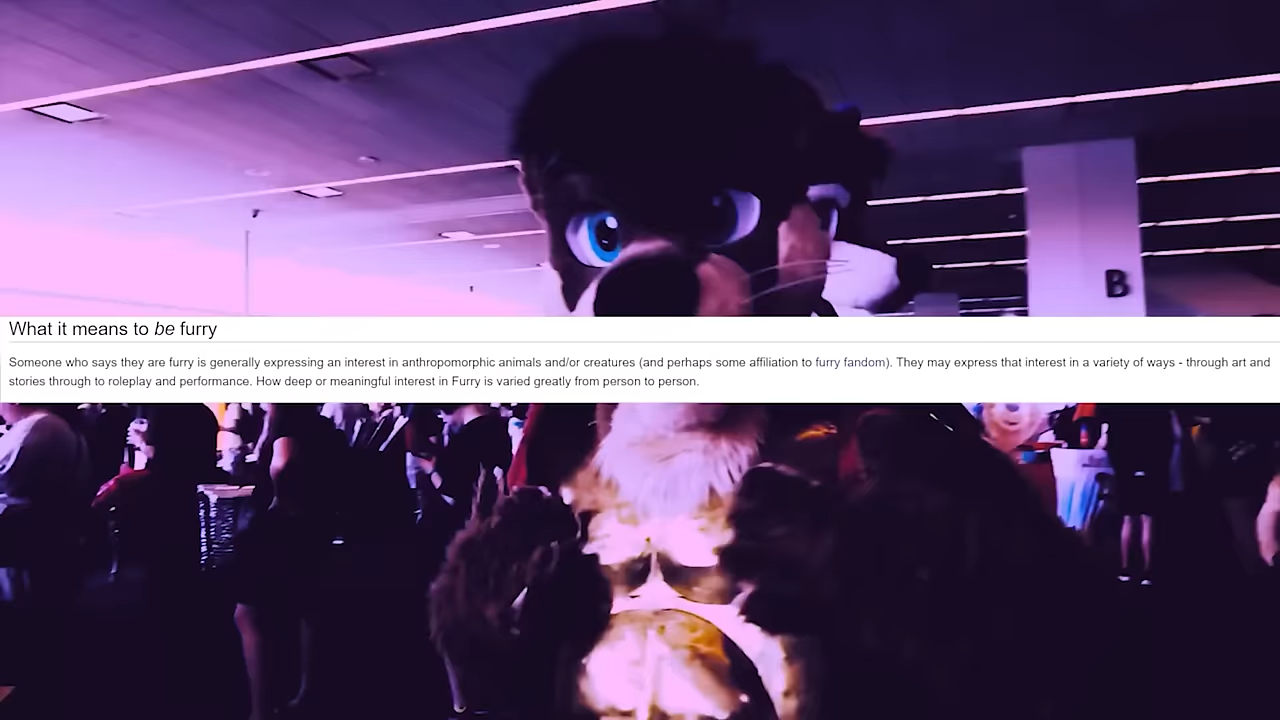 B
What it means to be furry
Someone who says they are furry is generally expressing an interest in anthropomorphic animals and/or creatures (and perhaps some affiliation to furry fandom). They may express that interest in a variety of ways - through art and
stories through to roleplay and performance. How deep or meaningful interest in Furry is varied greatly from person to person.